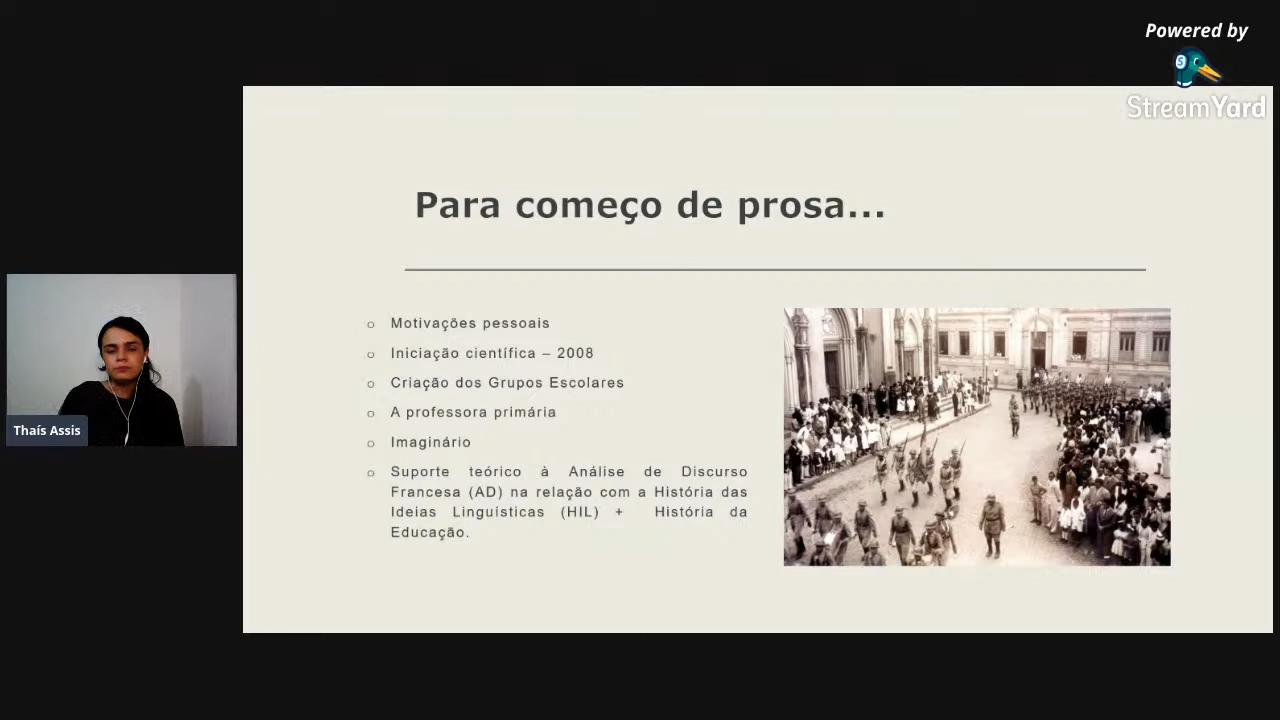 Powered by
StreamYard
Para começo de prosa...
o Motivações pessoais
o Iniciação científica – 2008
o Criação dos Grupos Escolares
o A professora primária
o Imaginário
o Suporte teórico à Análise de Discurso
Francesa (AD) na relação com a História das
Ideias Linguísticas (HIL) + História da
Educação.
Thaís Assis